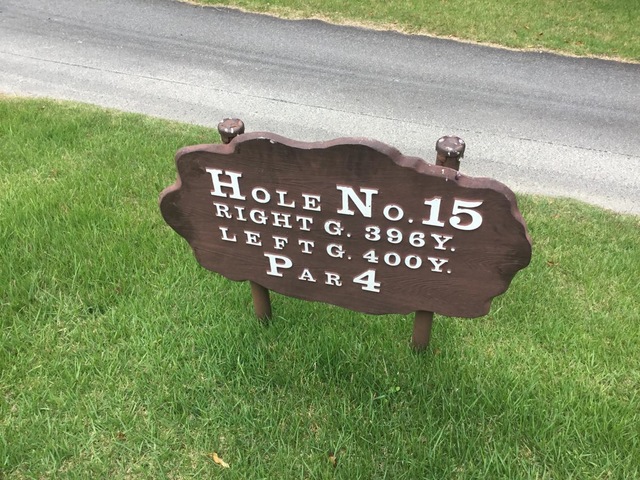 HOLE NO. 15
RIGHT G. 396Y.
LEFT G. 400Y.
PAR 4